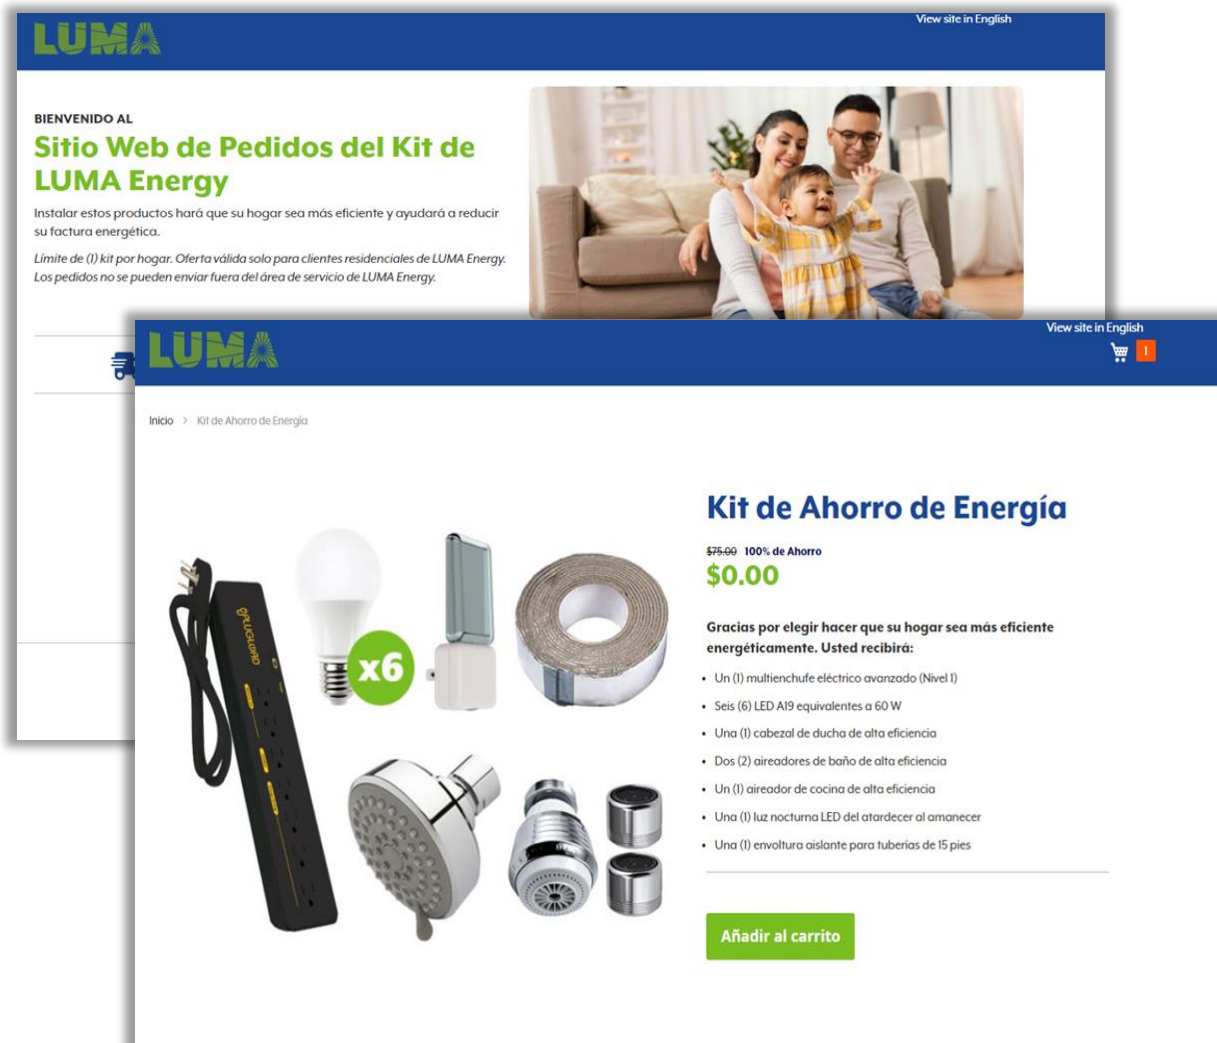 LUMA
View site in English
BIENVENIDO AL
Sitio Web de Pedidos del Kit de
LUMA Energy
Instalar estos productos hará que su hogar sea más eficiente y ayudará a reducir
su factura energética.
Límite de (1) kit por hogar. Oferta válida solo para clientes residenciales de LUMA Energy.
Los pedidos no se pueden enviar fuera del área de servicio de LUMA Energy.
LUMA
View site in English
1
Inicio > Kit de Ahorro de Energía
x6
Kit de Ahorro de Energía
$75.00 100% de Ahorro
$0.00
Gracias por elegir hacer que su hogar sea más eficiente
energéticamente. Usted recibirá:
• Un (1) multienchufe eléctrico avanzado (Nivel 1)
• Seis (6) LED A19 equivalentes a 60 W
• Una (1) cabezal de ducha de alta eficiencia
• Dos (2) aireadores de baño de alta eficiencia
• Un (1) aireador de cocina de alta eficiencia
• Una (1) luz nocturna LED del atardecer al amanecer
• Una (1) envoltura aislante para tuberías de 15 pies
Añadir al carrito